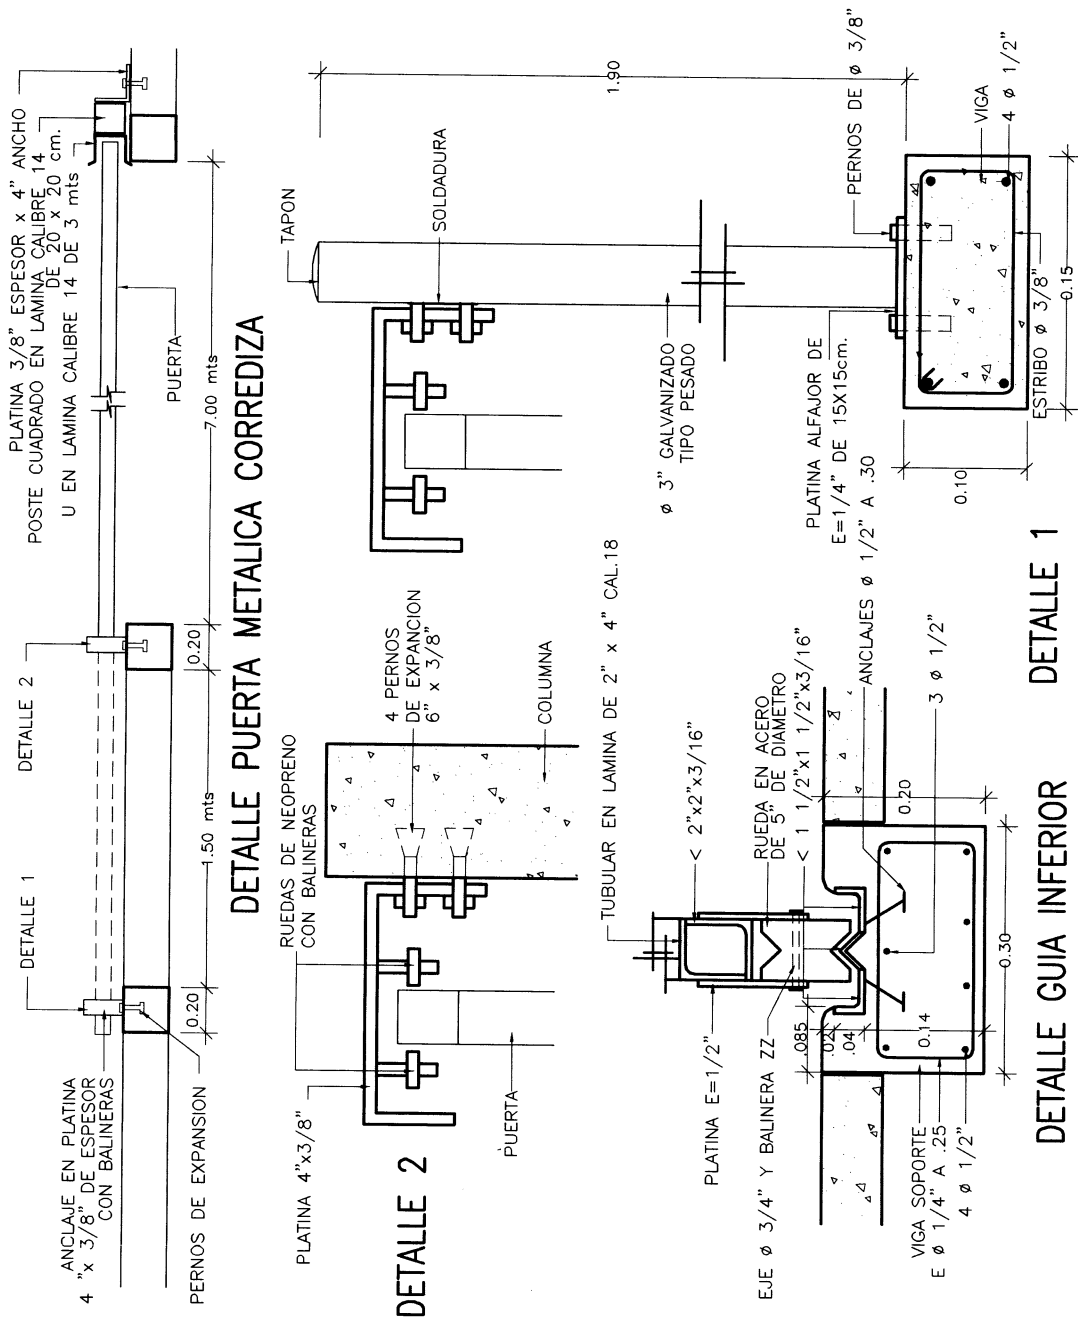 PLATINA 3/8" ESPESOR x 4" ANCHO
POSTE CUADRADO EN LAMINA CALIBRE 14
DE 20 x 20 cm.
U EN LAMINA CALIBRE 14 DE 3 mts
PUERTA
7.00 mts
DETALLE 2
0.20
1.50 mts
DETALLE 1
0.20
ANCLAJE EN PLATINA
4 "x 3/8" DE ESPESOR
CON BALINERAS
PERNOS DE EXPANSION
DETALLE PUERTA METALICA CORREDIZA
PLATINA 4"x3/8"
RUEDAS DE NEOPRENO
CON BALINERAS
4 PERNOS
DE EXPANCION
6" x 3/8"
COLUMNA
PUERTA
DETALLE 2
TAPON
SOLDADURA
1.90
ø 3" GALVANIZADO
TIPO PESADO
PLATINA ALFAJOR DE
E=1/4" DE 15X15cm.
PERNOS DE ø 3/8"
VIGA
4 ø 1/2"
ESTRIBO ø 3/8"
0.15
0.10
DETALLE 1
TUBULAR EN LAMINA DE 2" x 4" CAL.18
< 2"x2"x3/16"
RUEDA EN ACERO
DE 5" DE DIAMETRO
< 1 1/2"x1 1/2"x3/16"
ANCLAJES ø 1/2" A .30
3 ø 1/2"
PLATINA E=1/2"
EJE ø 3/4" Y BALINERA ZZ
.085
.02
.04
0.14
0.20
0.30
VIGA SOPORTE
E ø 1/4" A .25
4 ø 1/2"
DETALLE GUIA INFERIOR